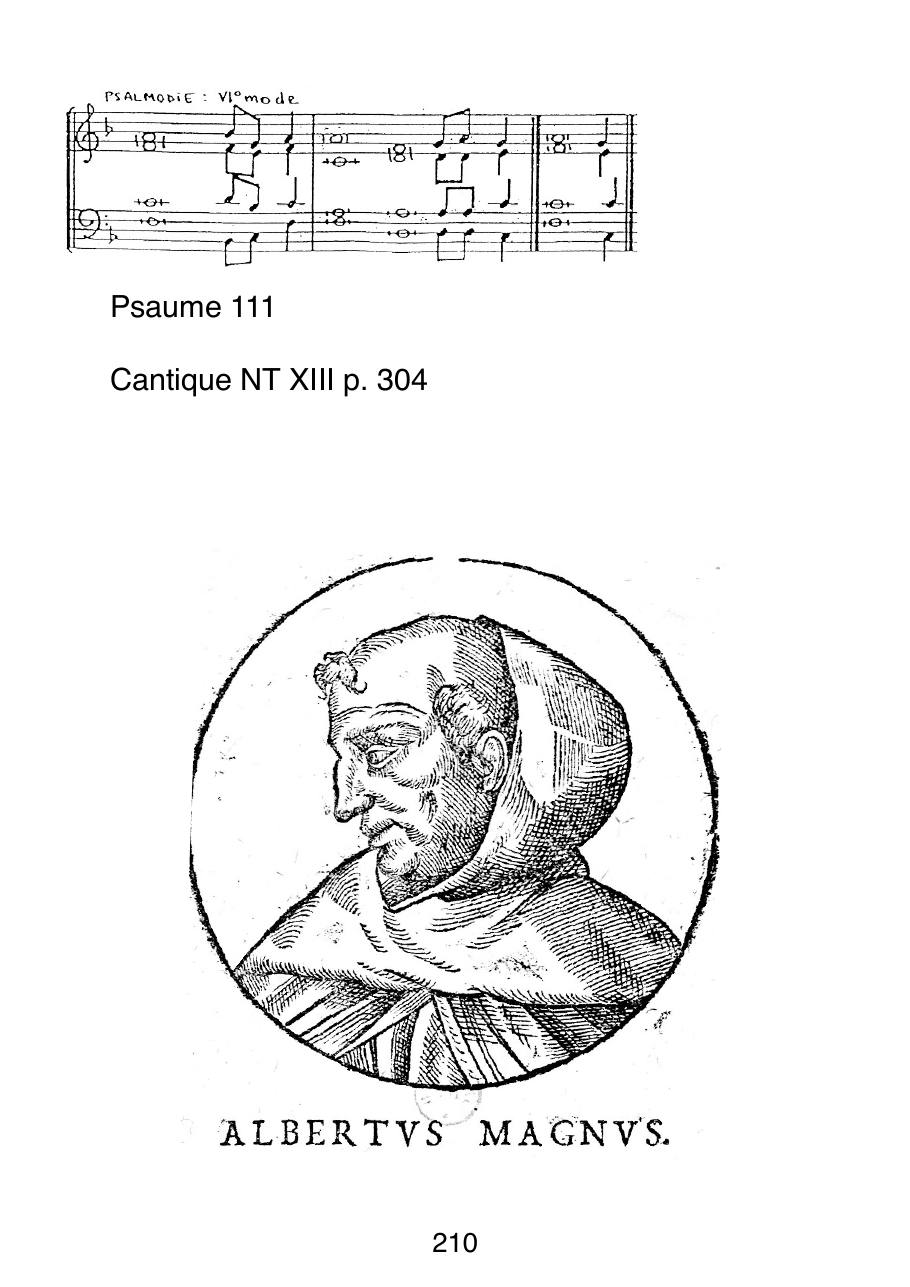 PSALMODIE : VI° mode
Psaume 111
Cantique NT XIII p. 304
ALBERTVS MAGNVS.
210